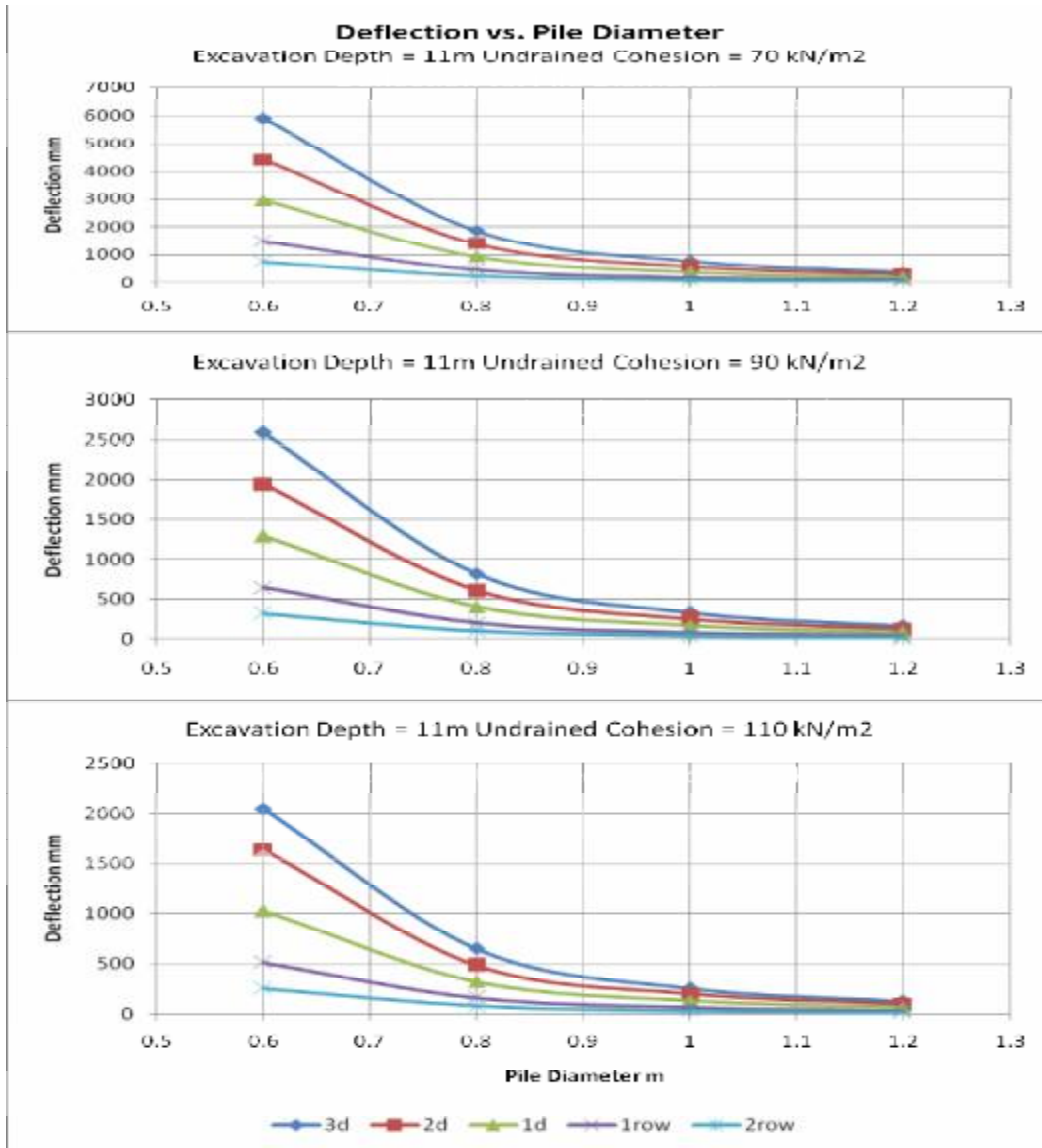 Deflection vs. Pile Diameter
Excavation Depth = 11m Undrained Cohesion = 70 kN/m2
Deflection mm
7000
6000
5000
4000
3000
2000
1000
0
0.5 0.6 0.7 0.8 0.9 1 1.1 1.2 1.3
Excavation Depth = 11m Undrained Cohesion = 90 kN/m2
Deflection mm
3000
2500
2000
1500
1000
500
0
0.5 0.6 0.7 0.8 0.9 1 1.1 1.2 1.3
Excavation Depth = 11m Undrained Cohesion = 110 kN/m2
Deflection mm
2500
2000
1500
1000
500
0
0.5 0.6 0.7 0.8 0.9 1 1.1 1.2 1.3
Pile Diameter m
3d 2d 1d 1row 2row